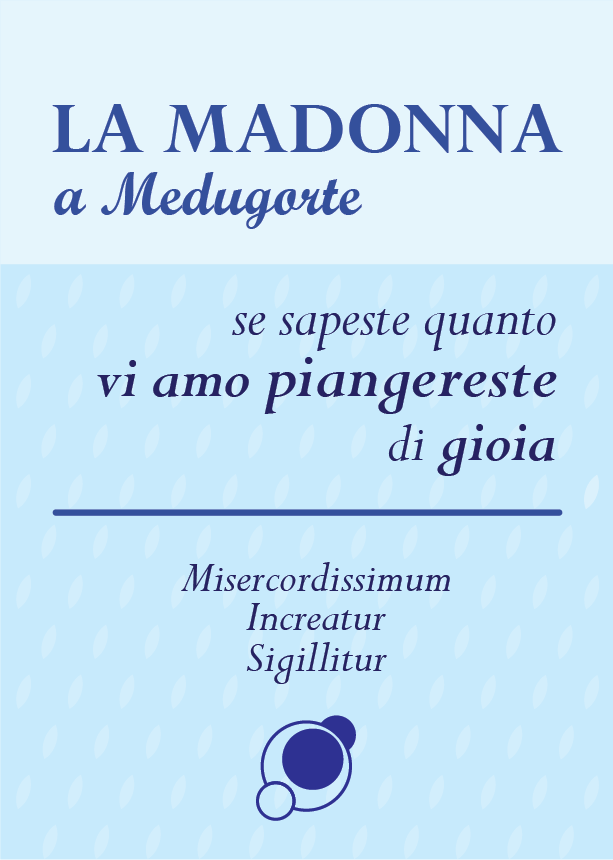 LA MADONNA
a Medugorte
se sapeste quanto
vi amo piangereste
di gioia
Misercordissimum
Increatur
Sigillitur